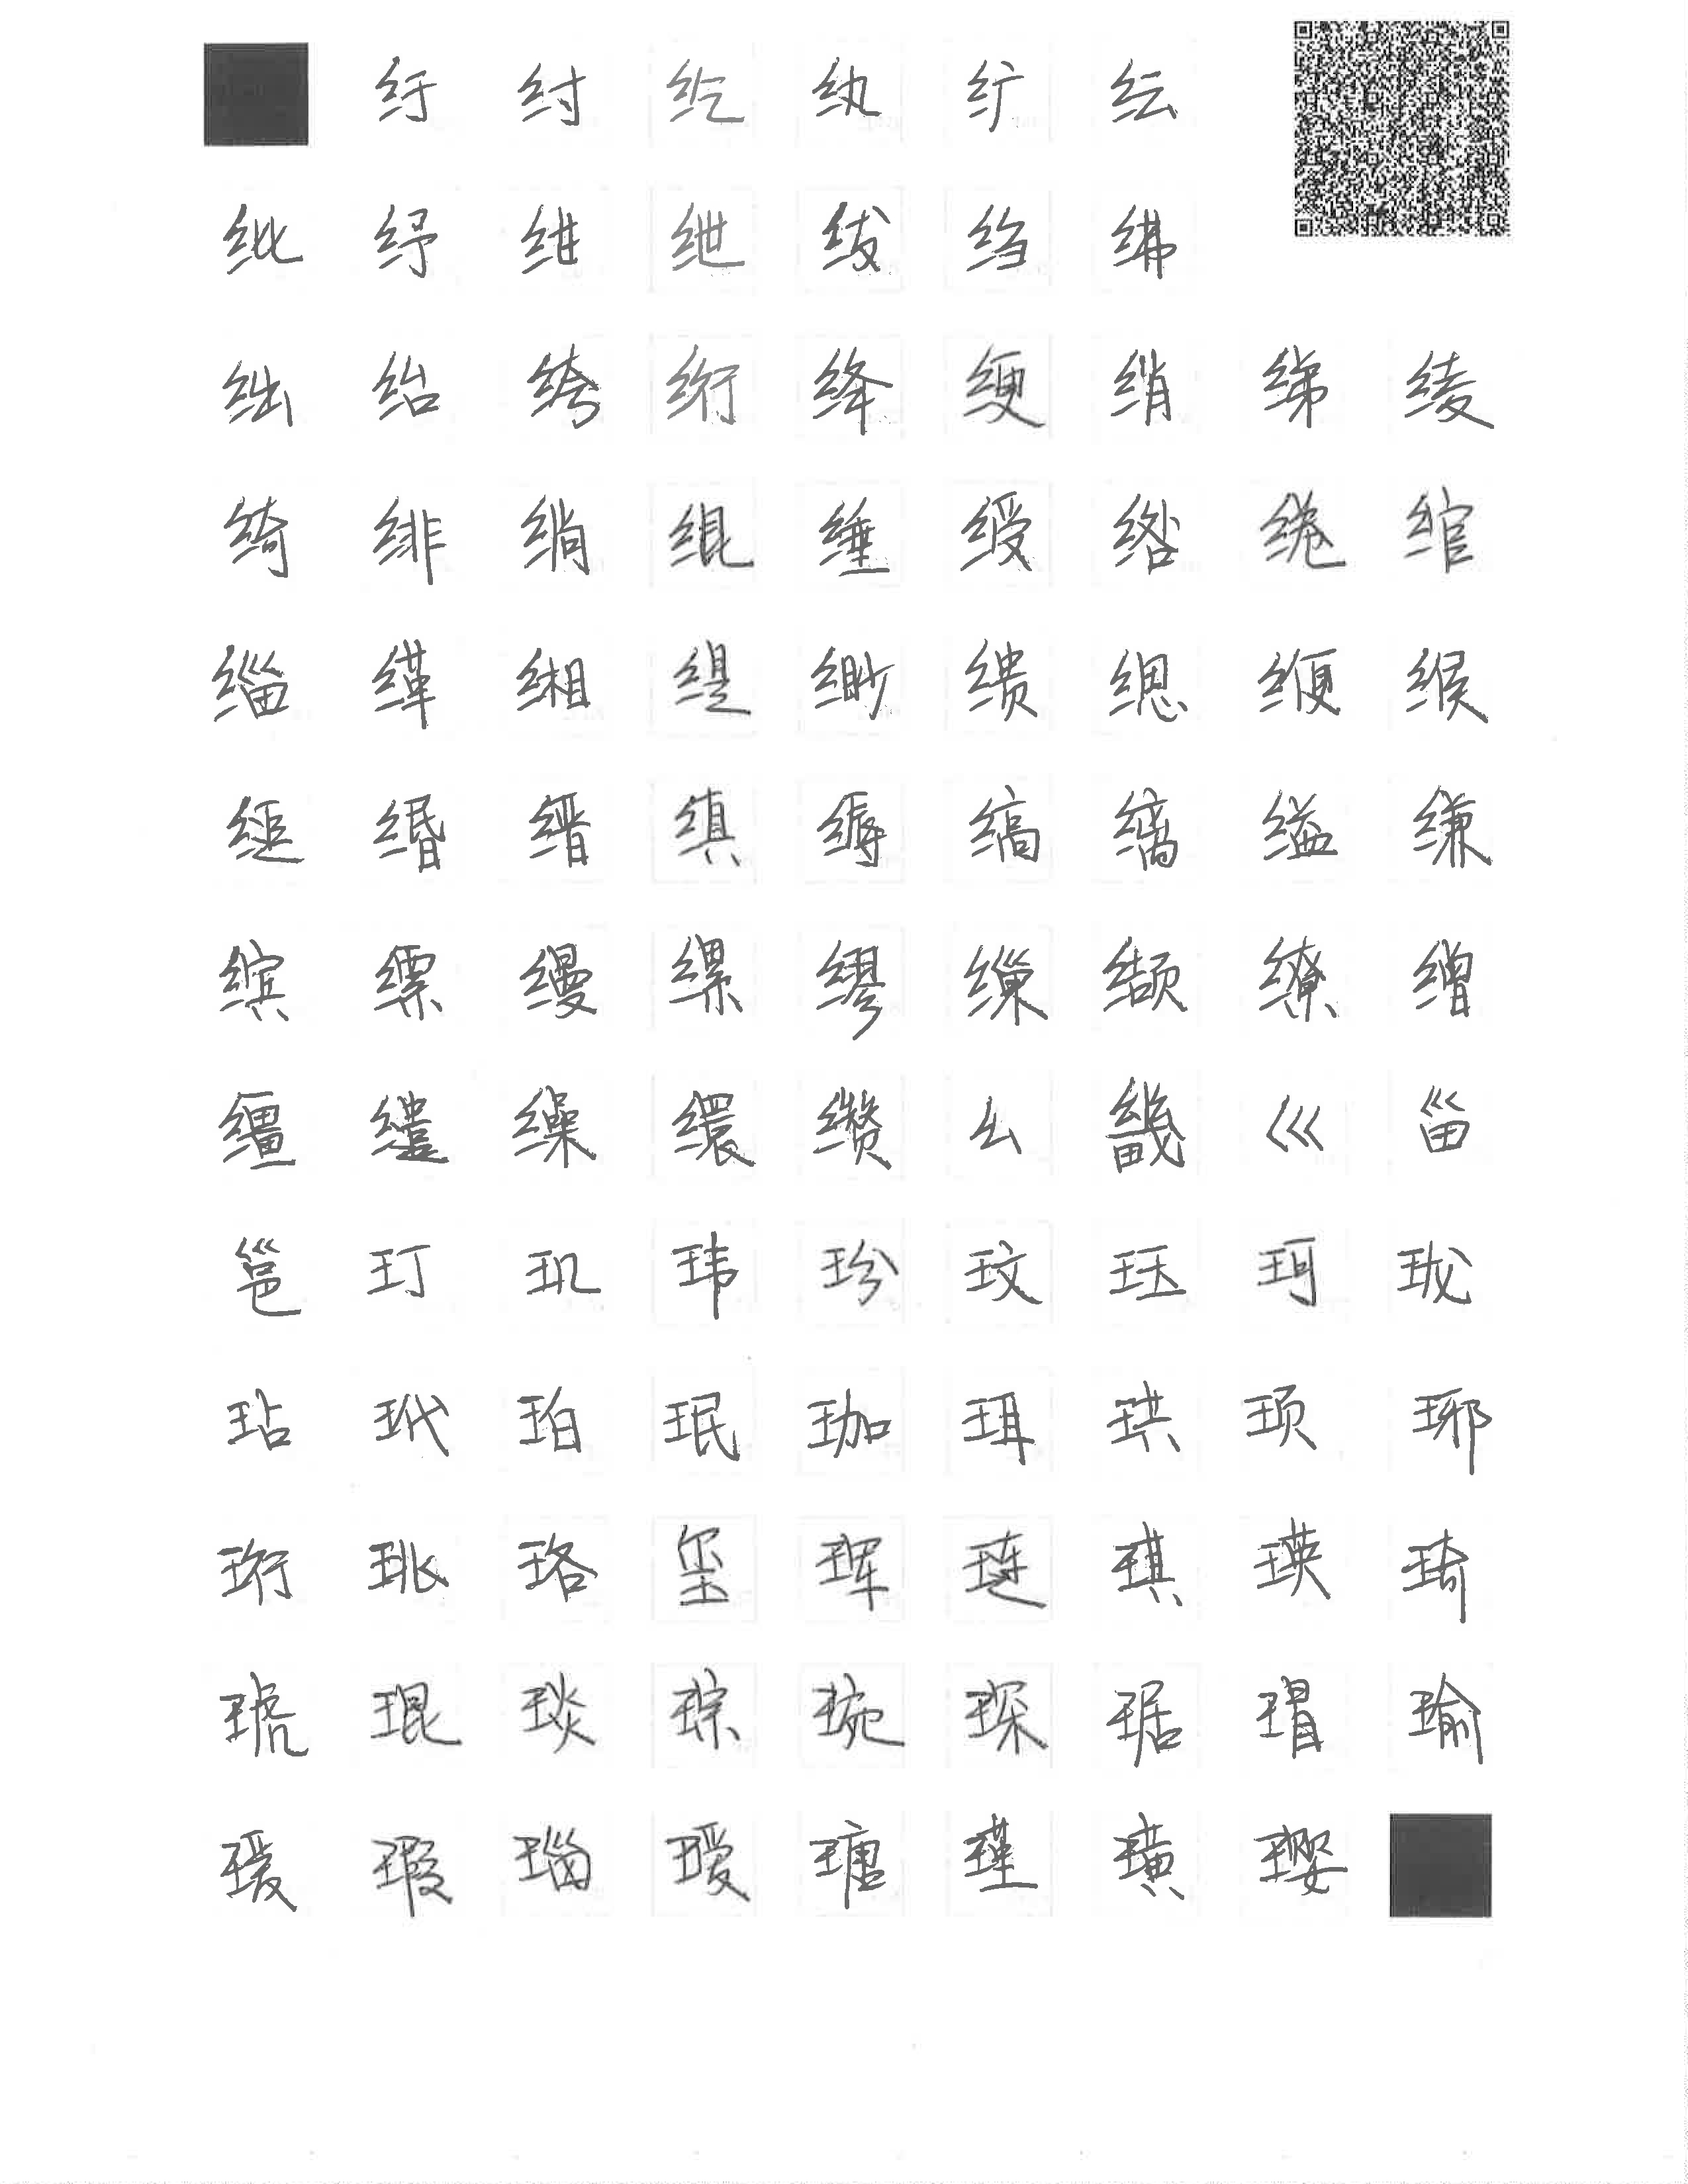 纡纣纥纨纩纭
纰纾绀绁绂绉绋
绌绐绔绗绛绠绡绨绫
绮绯绱绲缍绶绺绻绾
缁缂缃缇缈缋缌缏缑
缒缗缙缜缛缟缡缢缣
缤缥缦缧缪缫缬缭缯
缰缱缲缳缵幺畿巛甾
邕玎玑玮玢玟珏珂珑
玷玳珀珉珈珥珙顼琊
珩珧珞玺珲琏琪瑛琦
琥琨琰琮琬琛琚瑁瑜
瑗瑕瑙瑷瑭瑾璜璎